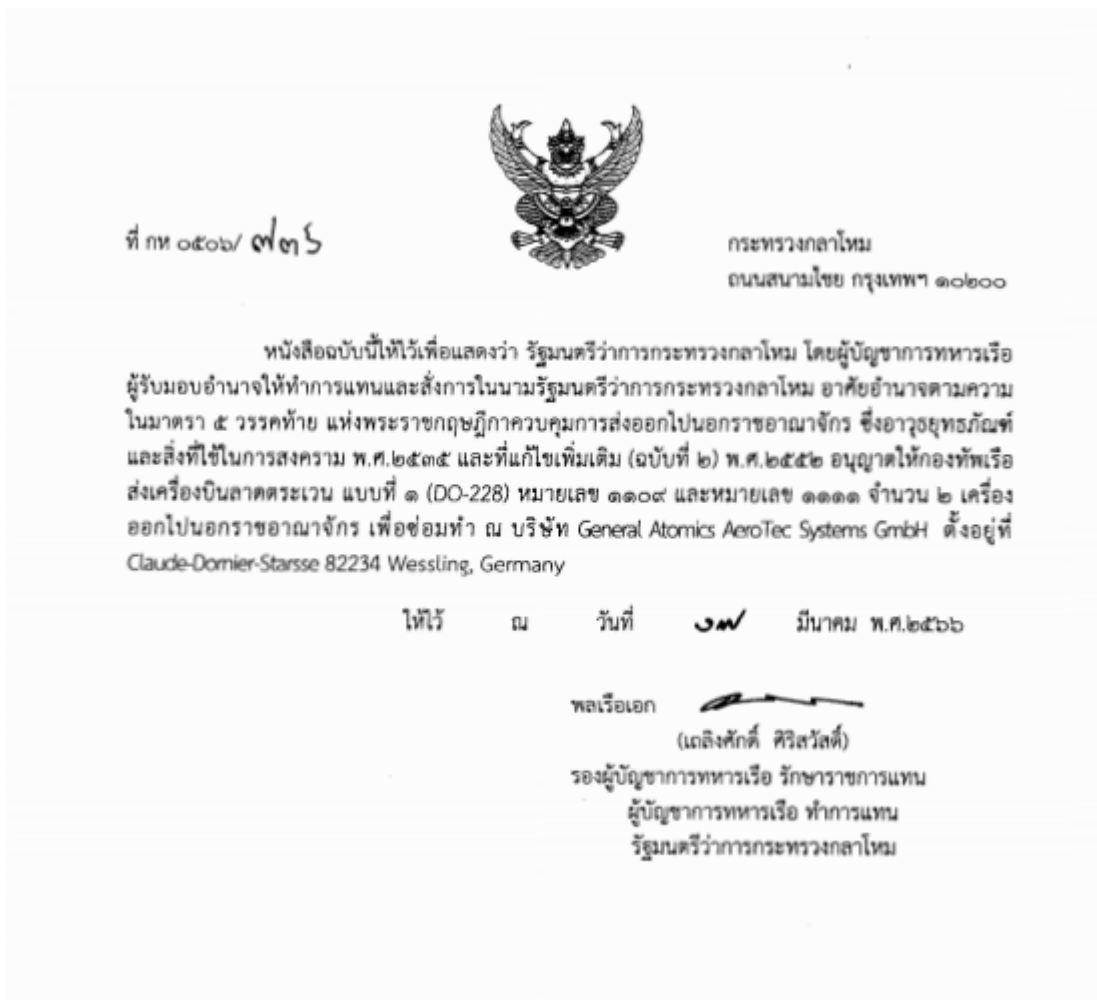 ที่ กห ๐๕๐๖/
กระทรวงกลาโหม
ถนนสนามไชย กรุงเทพฯ ๑๐๒๐๐
หนังสือฉบับนี้ให้ไว้เพื่อแสดงว่า รัฐมนตรีว่าการกระทรวงกลาโหม โดยผู้บัญชาการทหารเรือ
ผู้รับมอบอำนาจให้ทำการแทนและสั่งการในนามรัฐมนตรีว่าการกระทรวงกลาโหม อาศัยอำนาจตามความ
ในมาตรา ๕ วรรคท้าย แห่งพระราชกฤษฎีกาควบคุมการส่งออกไปนอกราชอาณาจักร ซึ่งอาวุธยุทธภัณฑ์
และสิ่งที่ใช้ในการสงคราม พ.ศ.๒๕๓๕ และที่แก้ไขเพิ่มเติม (ฉบับที่ ๒) พ.ศ.๒๕๕๒ อนุญาตให้กองทัพเรือ
ส่งเครื่องบินลาดตระเวน แบบที่ ๑ (DO-228) หมายเลข ๑๑๐๙ และหมายเลข ๑๑๑๑ จำนวน ๒ เครื่อง
ออกไปนอกราชอาณาจักร เพื่อซ่อมทำ ณ บริษัท General Atomics AeroTec Systems GmbH ตั้งอยู่ที่
Claude-Dornier-Starsse 82234 Wessling, Germany
ให้ไว้ ณ วันที่ ๑๗ มีนาคม พ.ศ.๒๕๖๖
พลเรือเอก
(เถลิงศักดิ์ ศิริสวัสดิ์)
รองผู้บัญชาการทหารเรือ รักษาราชการแทน
ผู้บัญชาการทหารเรือ ทำการแทน
รัฐมนตรีว่าการกระทรวงกลาโหม